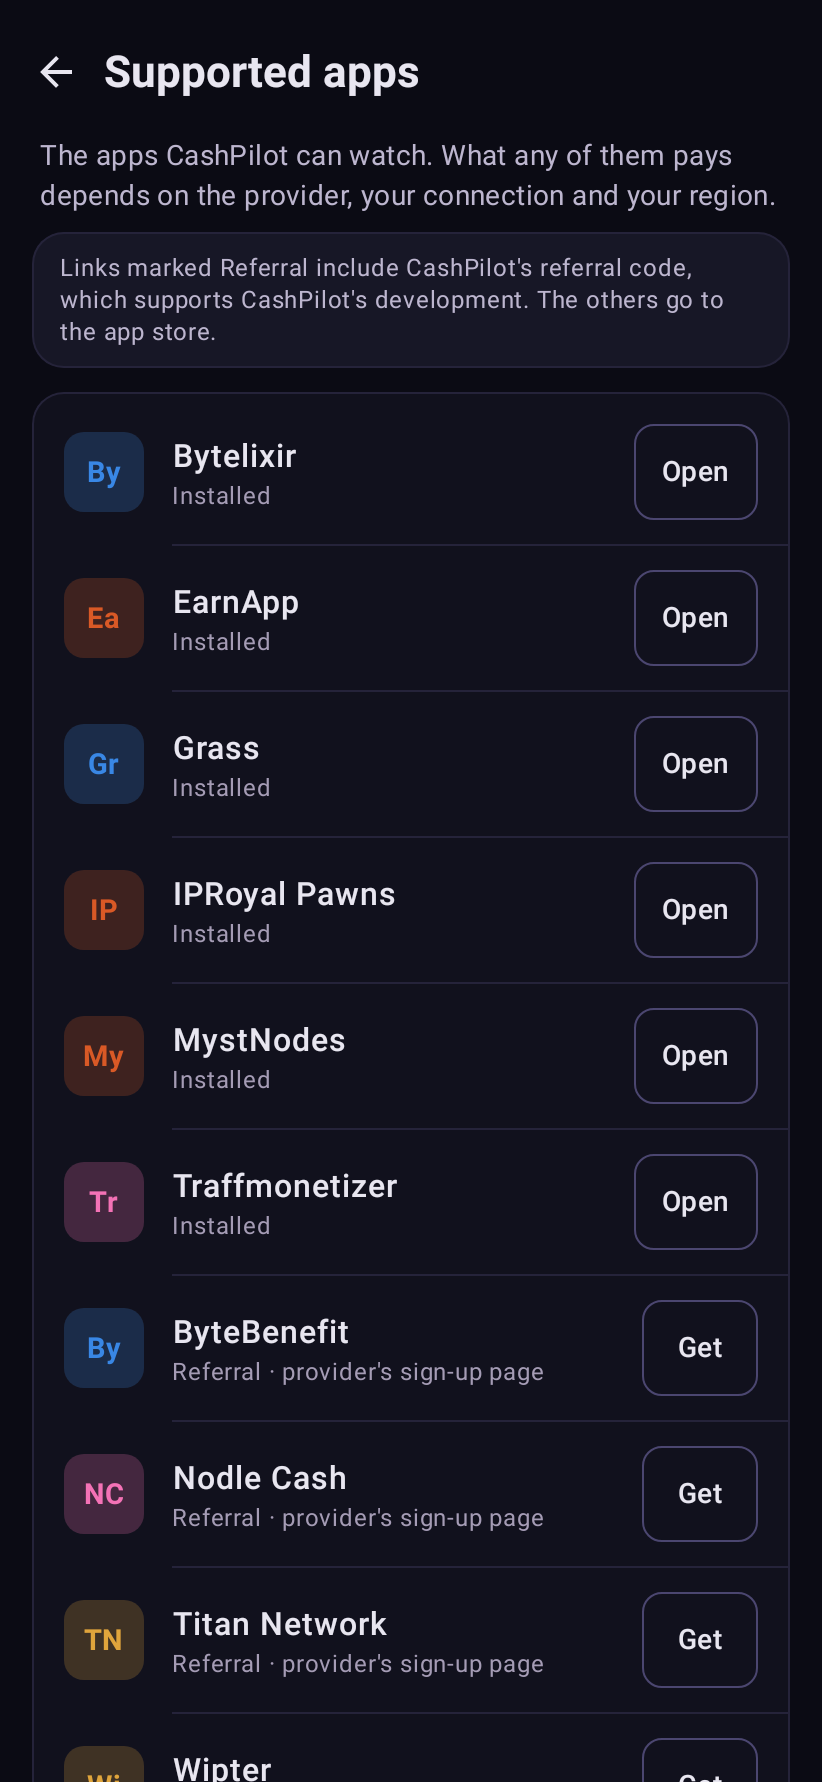 Supported apps
The apps CashPilot can watch. What any of them pays
depends on the provider, your connection and your region.
Links marked Referral include CashPilot's referral code,
which supports CashPilot's development. The others go to
the app store.
By
Bytelixir
Installed
Open
Ea
EarnApp
Installed
Open
Gr
Grass
Installed
Open
IP
IPRoyal Pawns
Installed
Open
My
MystNodes
Installed
Open
Tr
Traffmonetizer
Installed
Open
By
ByteBenefit
Referral · provider's sign-up page
Get
NC
Nodle Cash
Referral · provider's sign-up page
Get
TN
Titan Network
Referral · provider's sign-up page
Get
Wi
Wipter
Get